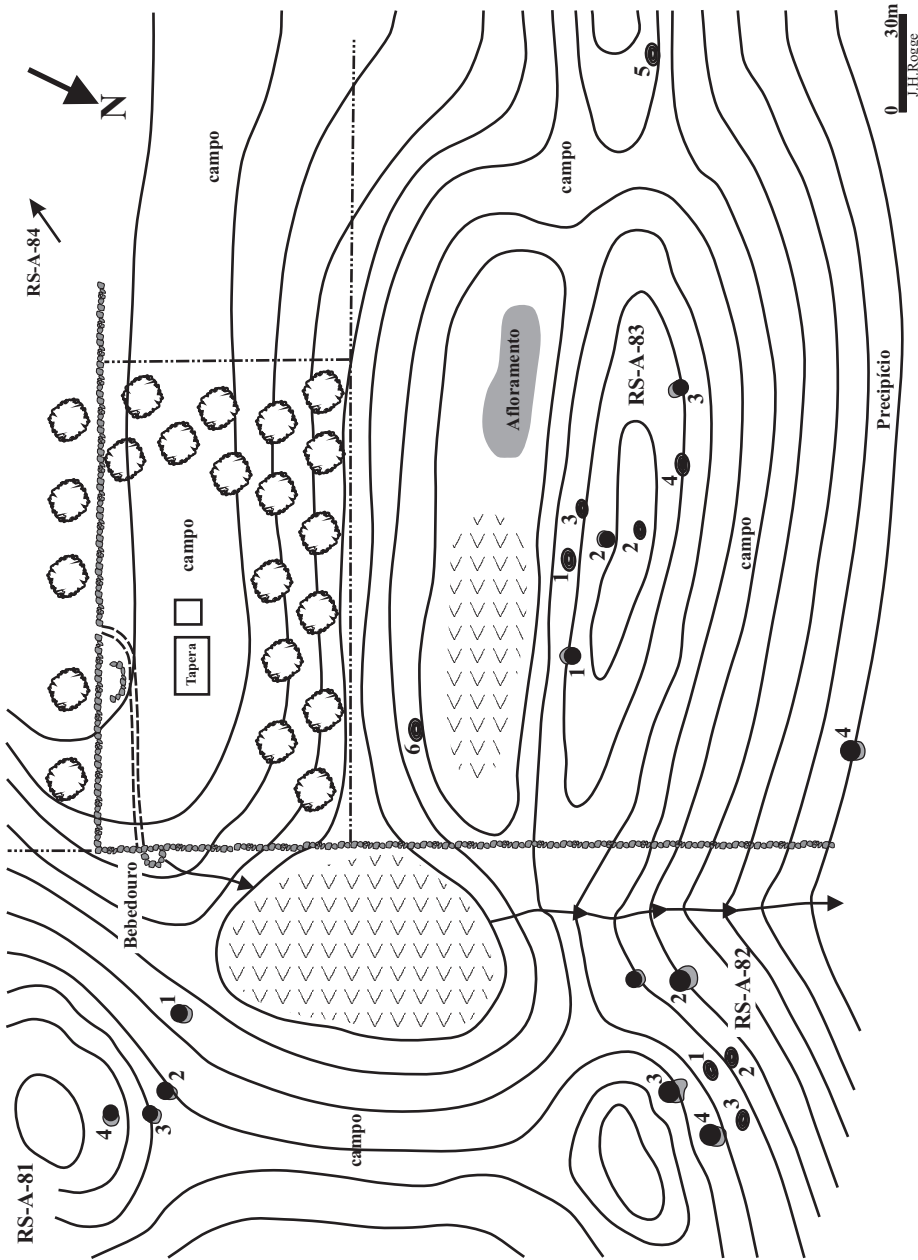 RS-A-81
4
3
2
1
campo
Bebedouro
RS-A-84
N
Tapera
campo
campo
6
Afloramento
campo
5
RS-A-83
1
1
2
3
2
4
3
campo
RS-A-82
2
3
4
1
2
3
4
Precipício
0 30m
J.H.Rogge